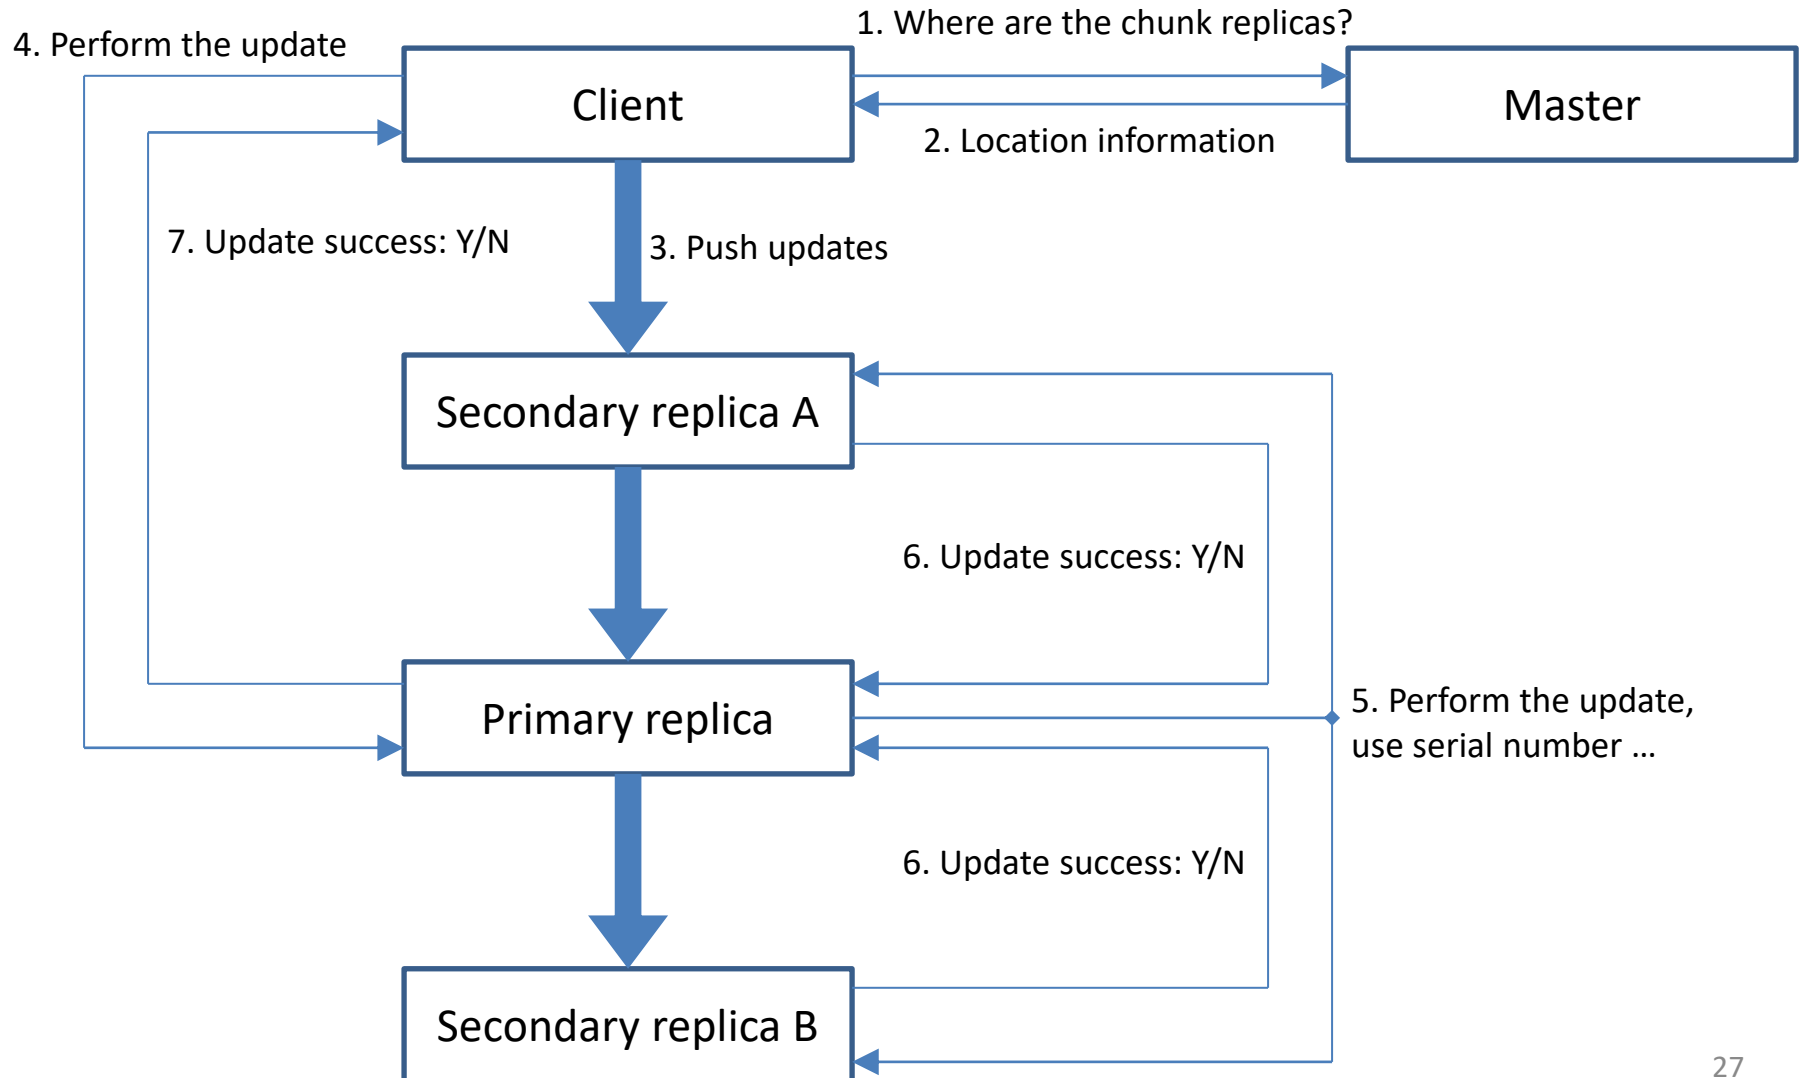 1. Where are the chunk replicas?
4. Perform the update
Client
Master
2. Location information
7. Update success: Y/N
3. Push updates
Secondary replica A
6. Update success: Y/N
Primary replica
5. Perform the update,
use serial number ...
6. Update success: Y/N
Secondary replica B
27